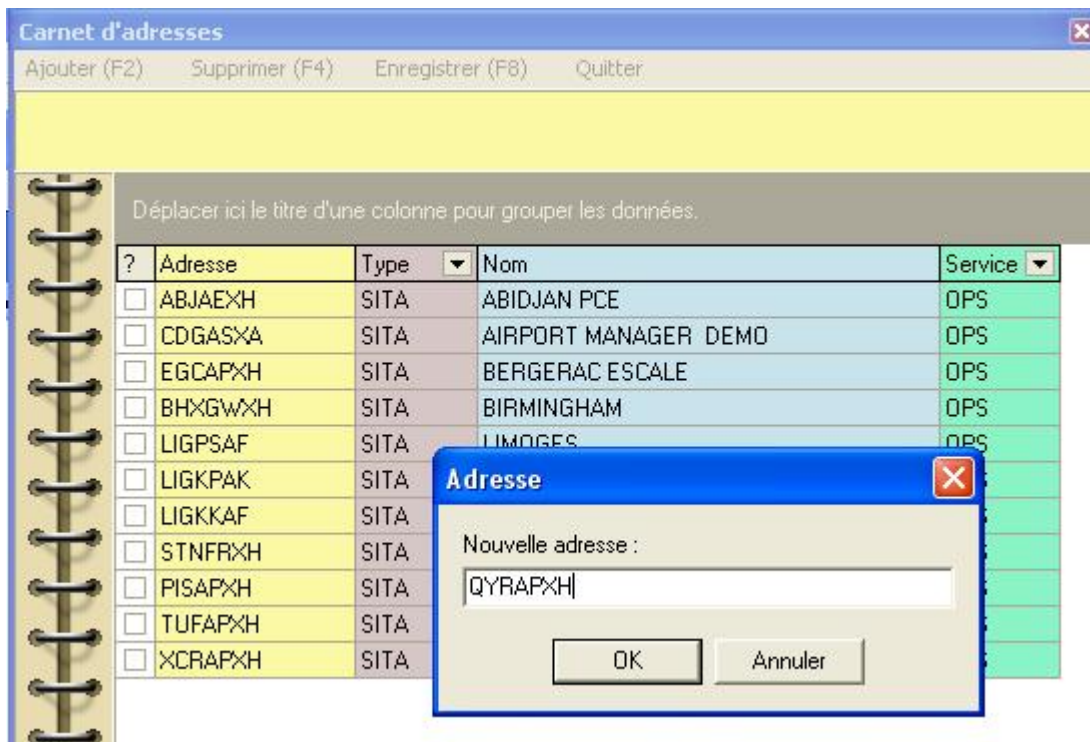 Carnet d'adresses
Ajouter (F2) Supprimer (F4) Enregistrer (F8) Quitter
Déplacer ici le titre d'une colonne pour grouper les données.
? Adresse Type Nom Service
ABJAEXH SITA ABIDJAN PCE OPS
CDGASXA SITA AIRPORT MANAGER DEMO OPS
EGCAPXH SITA BERGERAC ESCALE OPS
BHXGWXH SITA BIRMINGHAM OPS
LIGPSAF SITA LIMOGES OPS
LIGKPAK SITA
LIGKKAF SITA
STNFRXH SITA
PISAPXH SITA
TUFAPXH SITA
XCRAPXH SITA
Adresse
Nouvelle adresse :
QYRAPXH
OK Annuler